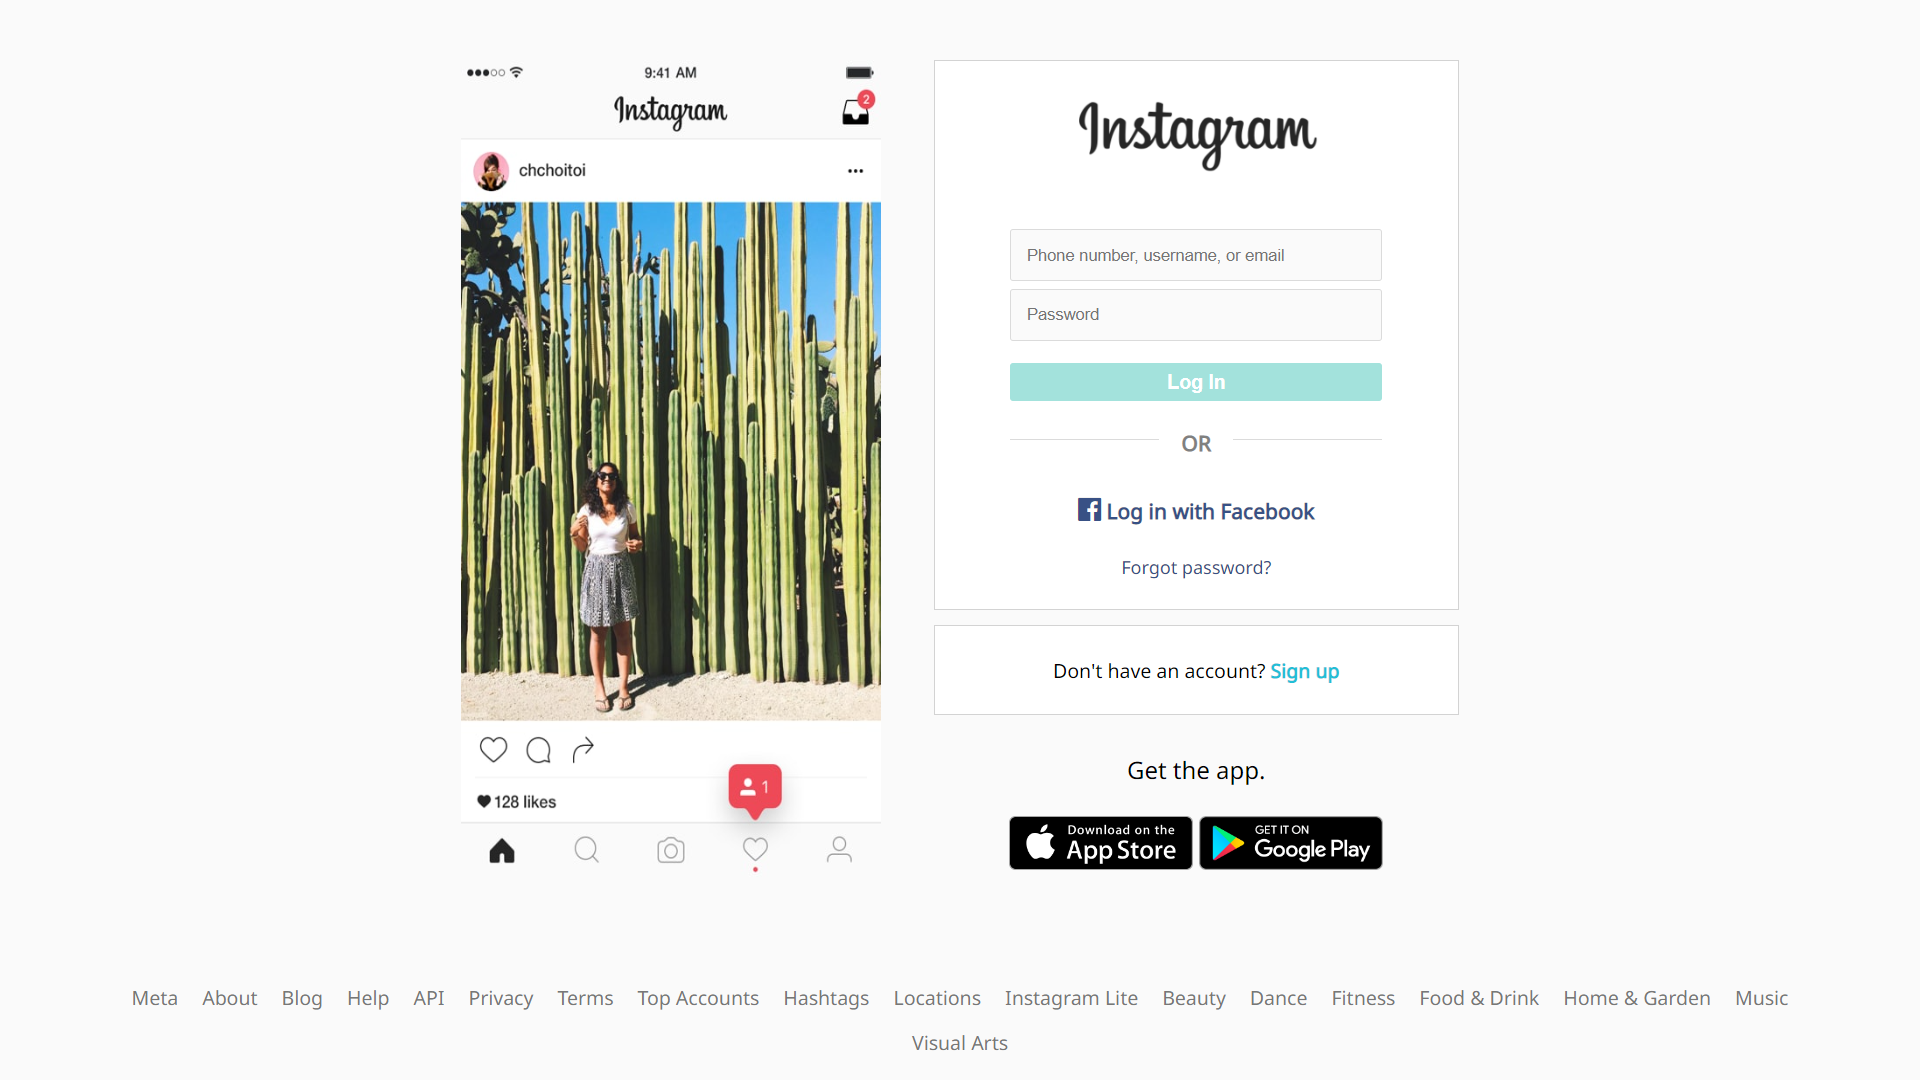 9:41 AM
Instagram
2
chchoitoi
128 likes
1
Instagram
Phone number, username, or email
Password
Log In
OR
Log in with Facebook
Forgot password?
Don't have an account? Sign up
Get the app.
Download on the
App Store
GET IT ON
Google Play
Meta About Blog Help API Privacy Terms Top Accounts Hashtags Locations Instagram Lite Beauty Dance Fitness Food & Drink Home & Garden Music
Visual Arts